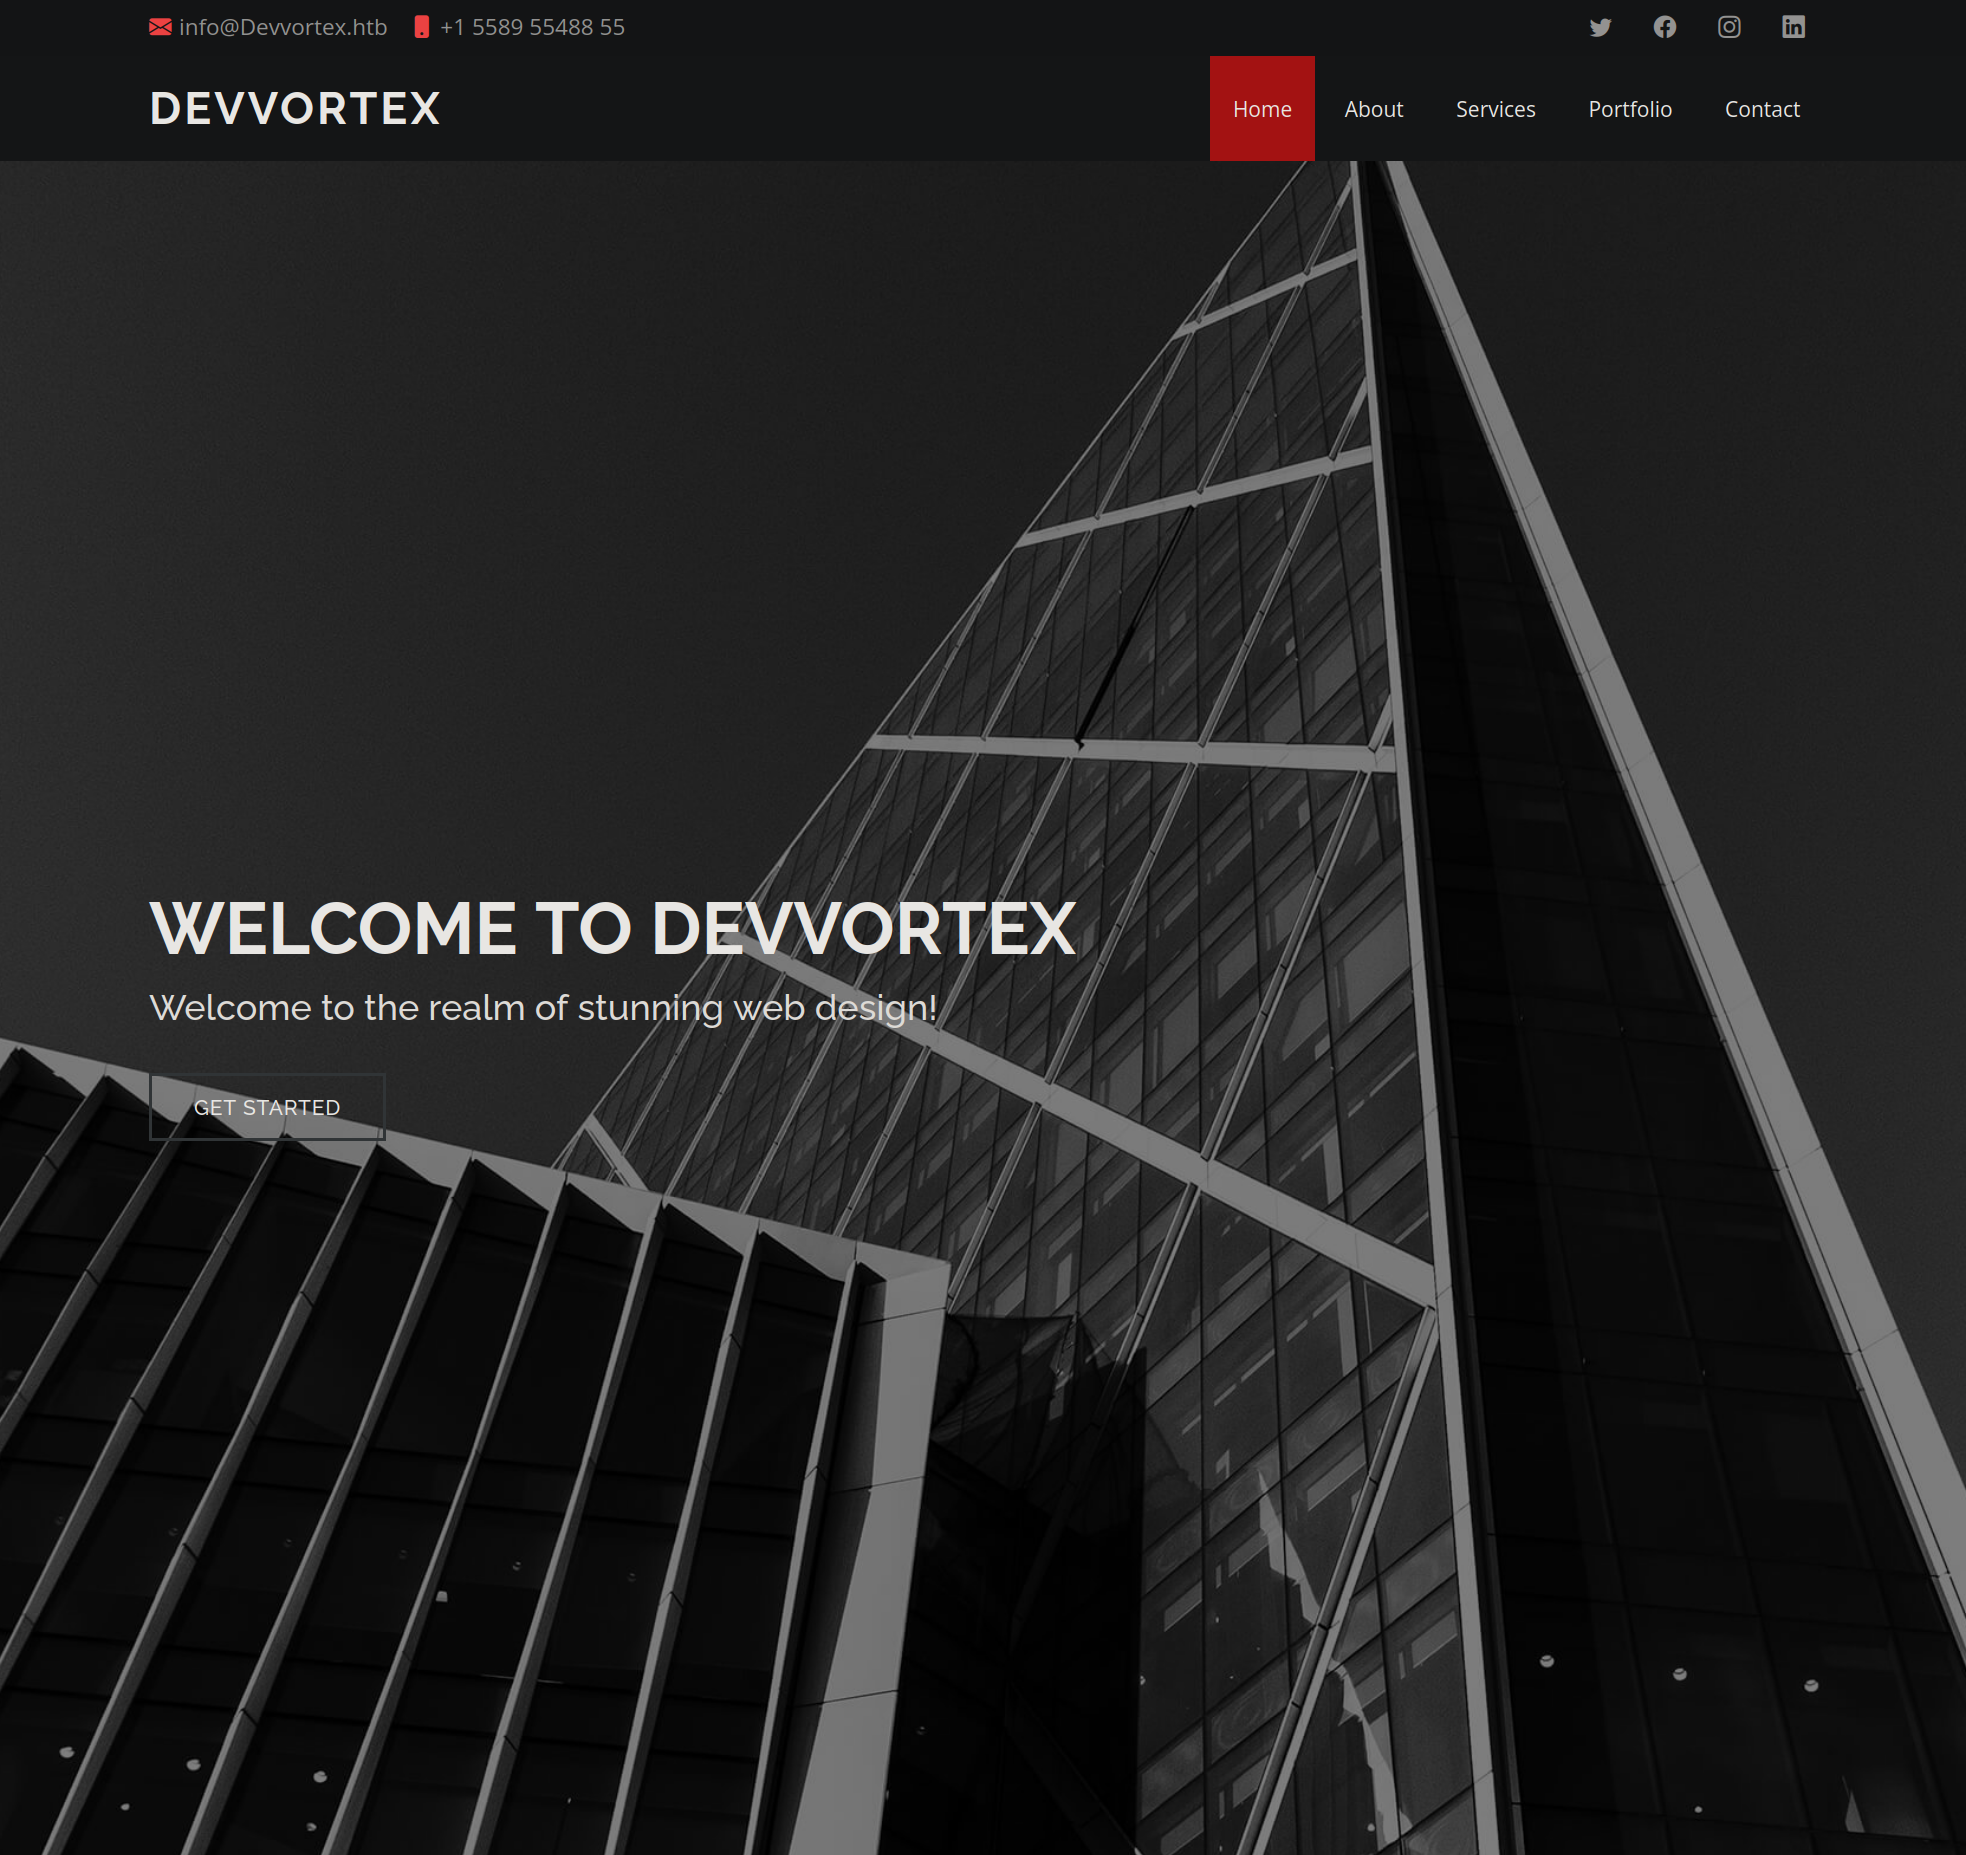 info@Devvortex.htb +1 5589 55488 55
DEVVORTEX
Home About Services Portfolio Contact
WELCOME TO DEVVORTEX
Welcome to the realm of stunning web design!
GET STARTED